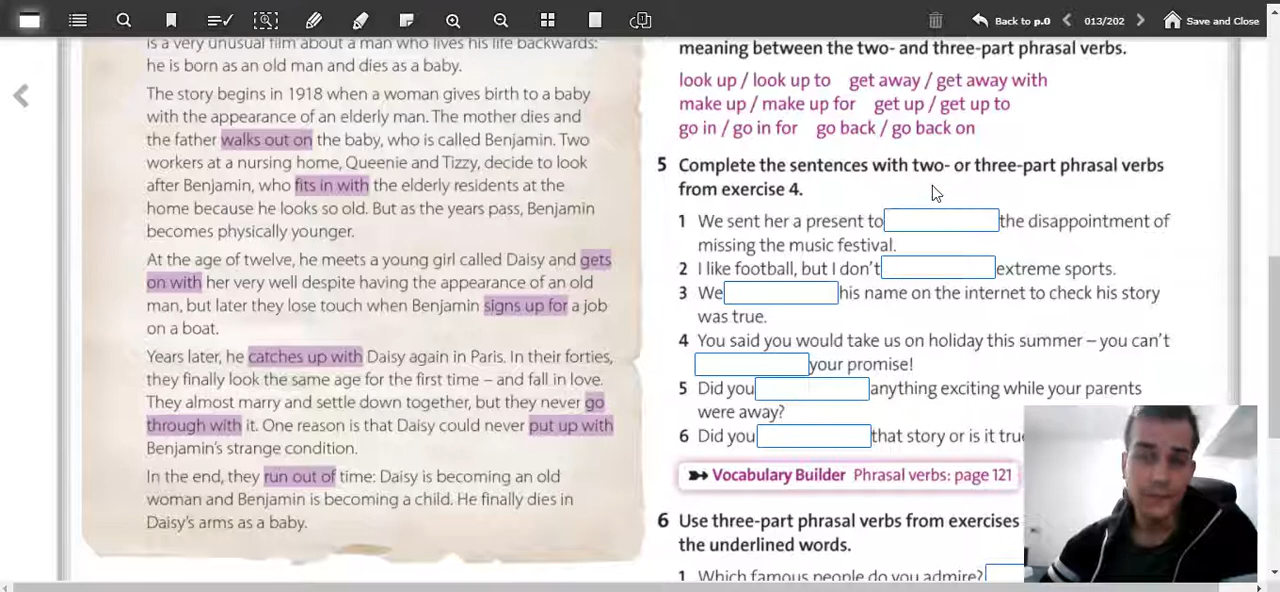 Back to p.0
013/202
Save and Close
is a very unusual film about a man who lives his life backwards:
he is born as an old man and dies as a baby.
The story begins in 1918 when a woman gives birth to a baby
with the appearance of an elderly man. The mother dies and
the father walks out on the baby, who is called Benjamin. Two
workers at a nursing home, Queenie and Tizzy, decide to look
after Benjamin, who fits in with the elderly residents at the
home because he looks so old. But as the years pass, Benjamin
becomes physically younger.
At the age of twelve, he meets a young girl called Daisy and gets
on with her very well despite having the appearance of an old
man, but later they lose touch when Benjamin signs up for a job
on a boat.
Years later, he catches up with Daisy again in Paris. In their forties,
they finally look the same age for the first time – and fall in love.
They almost marry and settle down together, but they never go
through with it. One reason is that Daisy could never put up with
Benjamin's strange condition.
In the end, they run out of time: Daisy is becoming an old
woman and Benjamin is becoming a child. He finally dies in
Daisy's arms as a baby.
meaning between the two- and three-part phrasal verbs.
look up / look up to get away / get away with
make up / make up for get up / get up to
go in / go in for go back / go back on
5 Complete the sentences with two- or three-part phrasal verbs
from exercise 4.
1 We sent her a present to the disappointment of
missing the music festival.
2 I like football, but I don't extreme sports.
3 We his name on the internet to check his story
was true.
4 You said you would take us on holiday this summer – you can't
your promise!
5 Did you anything exciting while your parents
were away?
6 Did you that story or is it true
Vocabulary Builder Phrasal verbs: page 121
6 Use three-part phrasal verbs from exercises
the underlined words.
1 Which famous people do you admire?